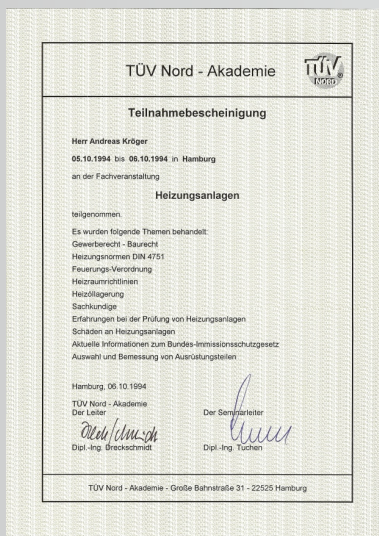 TÜV Nord - Akademie
TÜV
NORD
Teilnahmebescheinigung
Herr Andreas Kröger
05.10.1994 bis 06.10.1994 in Hamburg
an der Fachveranstaltung
Heizungsanlagen
teilgenommen.
Es wurden folgende Themen behandelt:
Gewerberecht - Baurecht
Heizungsnormen DIN 4751
Feuerungs-Verordnung
Heizraumrichtlinien
Heizöllagerung
Sachkundige
Erfahrungen bei der Prüfung von Heizungsanlagen
Schäden an Heizungsanlagen
Aktuelle Informationen zum Bundes-Immissionsschutzgesetz
Auswahl und Bemessung von Ausrüstungsteilen
Hamburg, 06.10.1994
TÜV Nord - Akademie
Der Leiter Der Seminarleiter
Dipl.-Ing. Dreckschmidt Dipl.-Ing. Tuchen
TÜV Nord - Akademie - Große Bahnstraße 31 - 22525 Hamburg